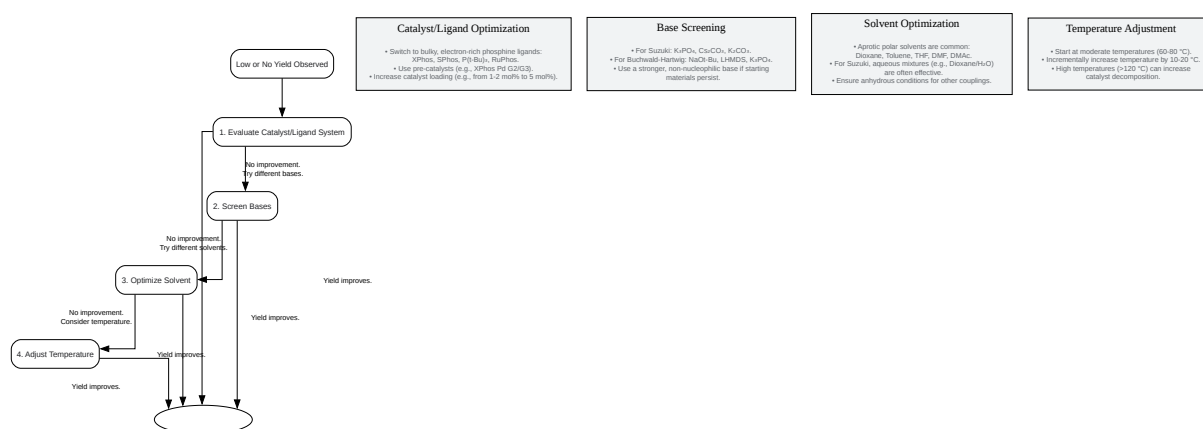 Catalyst/Ligand Optimization
• Switch to bulky, electron-rich phosphine ligands:
XPhos, SPhos, P(t-Bu)₃, RuPhos.
• Use pre-catalysts (e.g., XPhos Pd G2/G3).
• Increase catalyst loading (e.g., from 1-2 mol% to 5 mol%).
Base Screening
• For Suzuki: K₃PO₄, Cs₂CO₃, K₂CO₃.
• For Buchwald-Hartwig: NaOt-Bu, LHMDS, K₃PO₄.
• Use a stronger, non-nucleophilic base if starting
materials persist.
Solvent Optimization
• Aprotic polar solvents are common:
Dioxane, Toluene, THF, DMF, DMAc.
• For Suzuki, aqueous mixtures (e.g., Dioxane/H₂O)
are often effective.
• Ensure anhydrous conditions for other couplings.
Temperature Adjustment
• Start at moderate temperatures (60-80 °C).
• Incrementally increase temperature by 10-20 °C.
• High temperatures (>120 °C) can increase
catalyst decomposition.
Low or No Yield Observed
1. Evaluate Catalyst/Ligand System
No improvement.
Try different bases.
2. Screen Bases
No improvement.
Try different solvents.
3. Optimize Solvent
Yield improves.
No improvement.
Consider temperature.
Yield improves.
4. Adjust Temperature
Yield improves.
Yield improves.